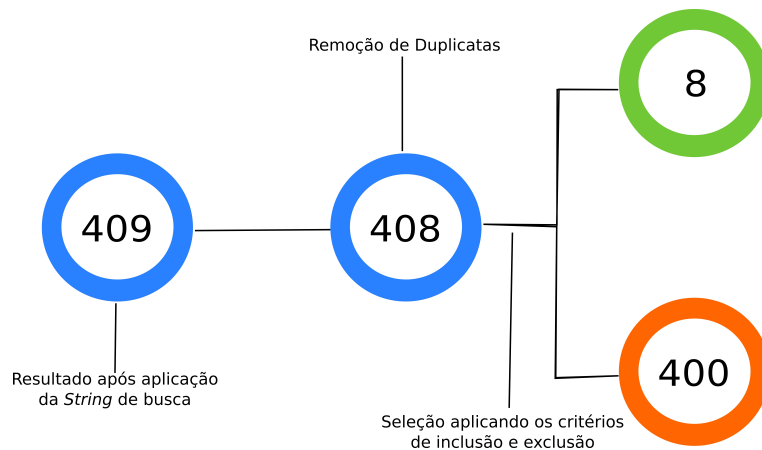 Remoção de Duplicatas
8
409
408
Resultado após aplicação
da String de busca
400
Seleção aplicando os critérios
de inclusão e exclusão